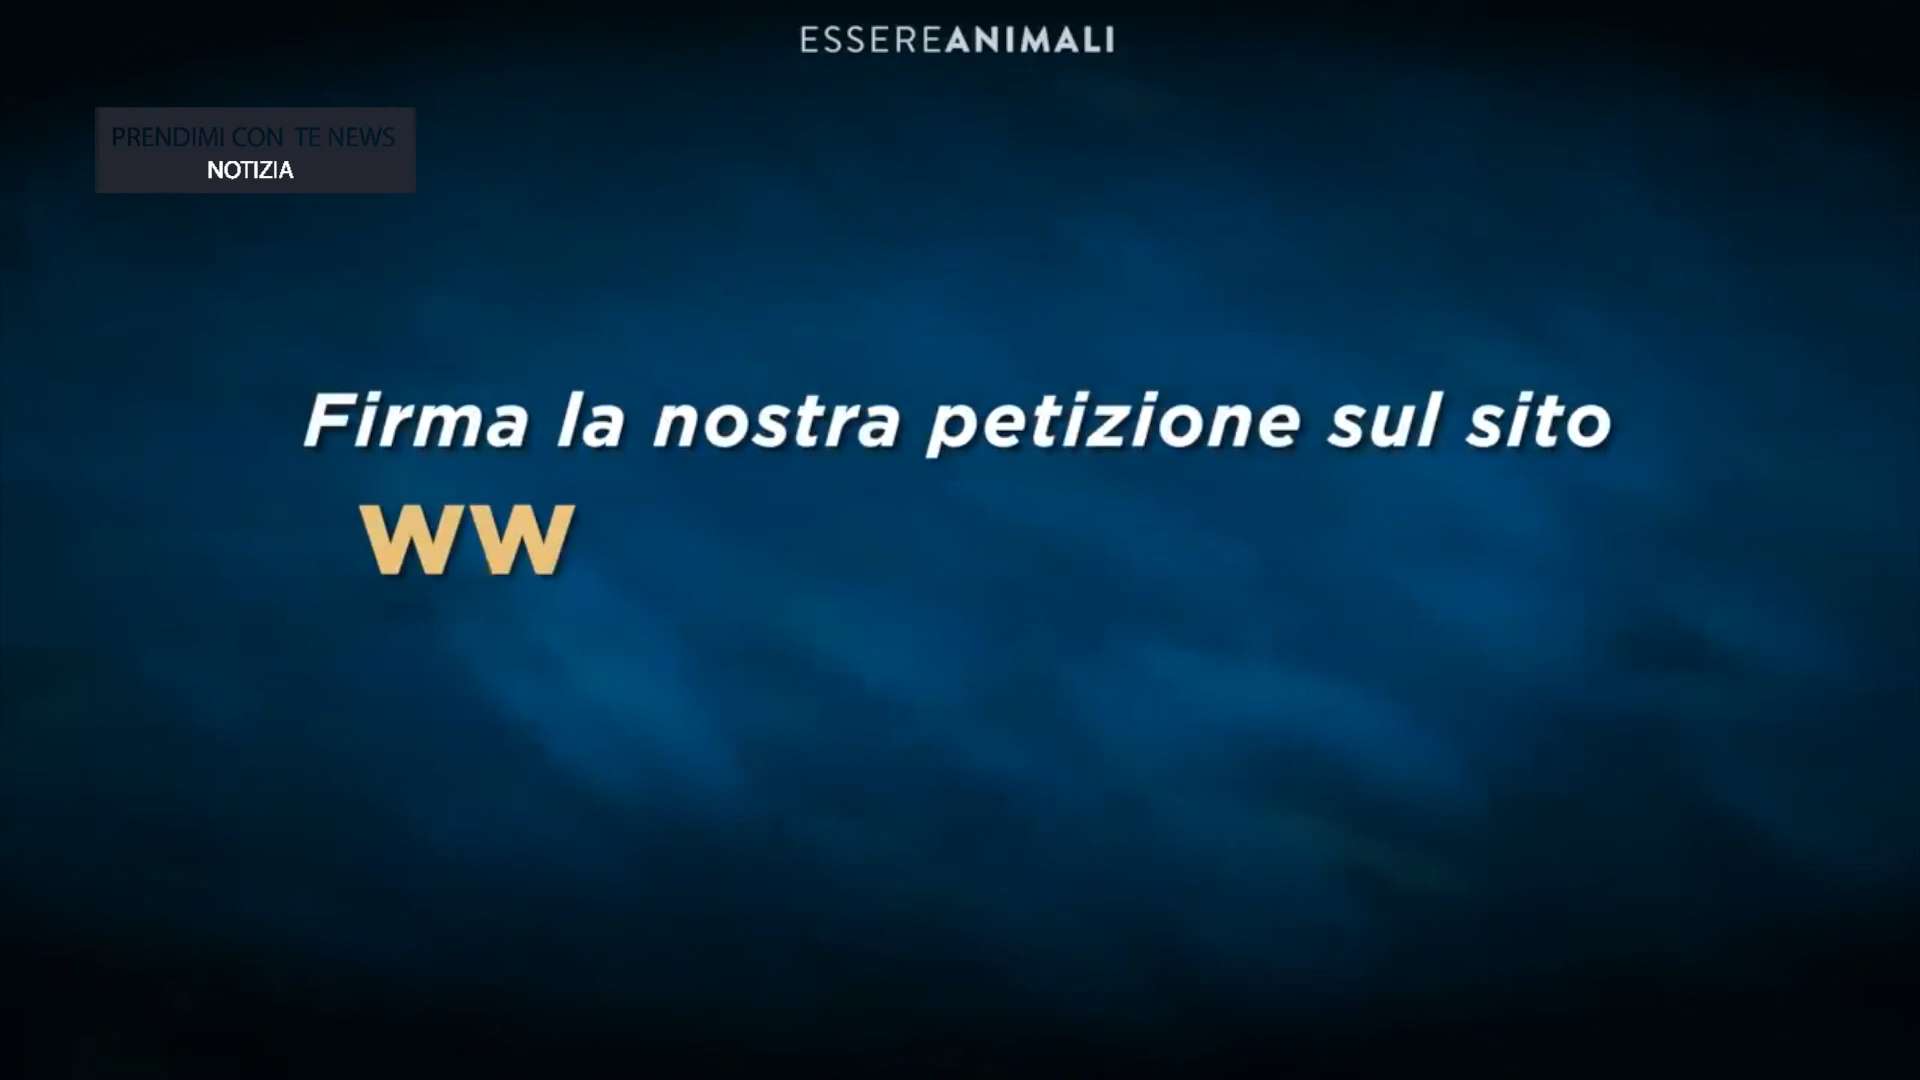 ESSEREANIMALI
PRENDIMI CON TE NEWS
NOTIZIA
Firma la nostra petizione sul sito
WW